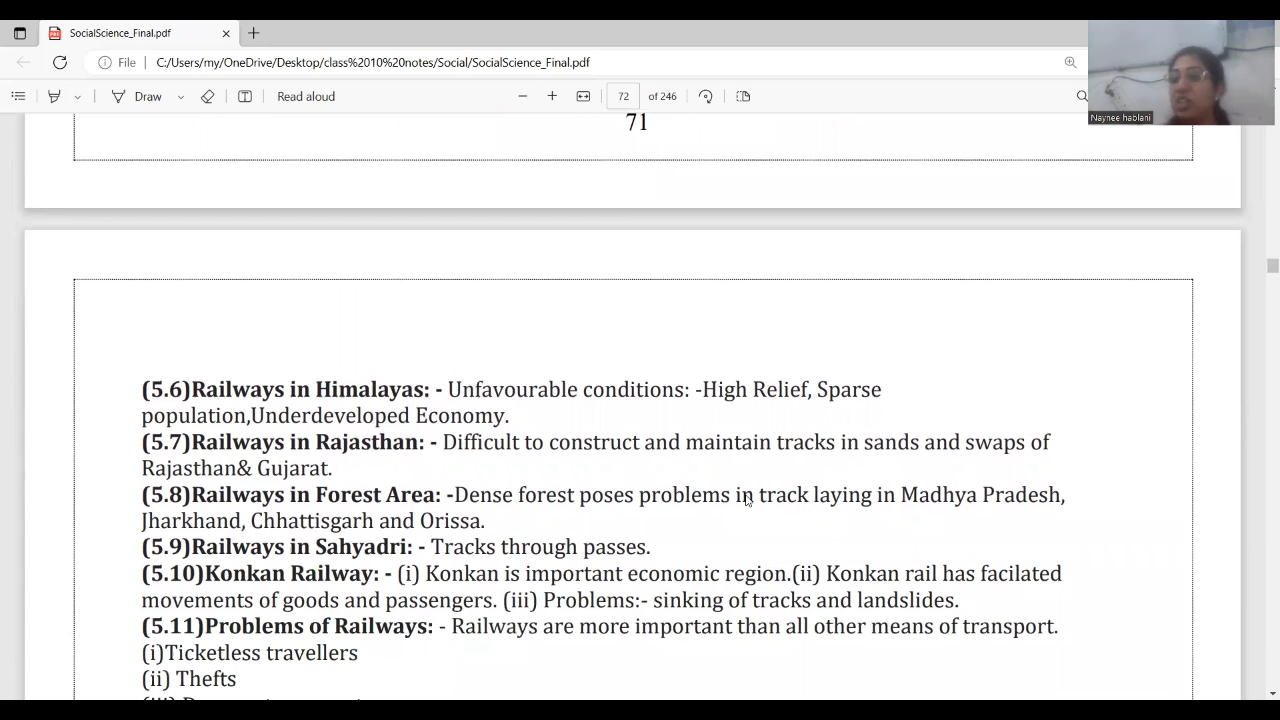 SocialScience_Final.pdf
File | C:/Users/my/OneDrive/Desktop/class%2010%20notes/Social/SocialScience_Final.pdf
Draw
Read aloud
72 of 246
Naynee hablani
71
(5.6)Railways in Himalayas: - Unfavourable conditions: -High Relief, Sparse
population,Underdeveloped Economy.
(5.7)Railways in Rajasthan: - Difficult to construct and maintain tracks in sands and swaps of
Rajasthan& Gujarat.
(5.8)Railways in Forest Area: -Dense forest poses problems in track laying in Madhya Pradesh,
Jharkhand, Chhattisgarh and Orissa.
(5.9)Railways in Sahyadri: - Tracks through passes.
(5.10)Konkan Railway: - (i) Konkan is important economic region.(ii) Konkan rail has facilated
movements of goods and passengers. (iii) Problems:- sinking of tracks and landslides.
(5.11)Problems of Railways: - Railways are more important than all other means of transport.
(i)Ticketless travellers
(ii) Thefts